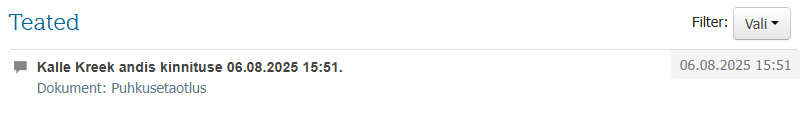 Teated
Filter: Vali
Kalle Kreek andis kinnituse 06.08.2025 15:51.
06.08.2025 15:51
Dokument: Puhkusetaotlus